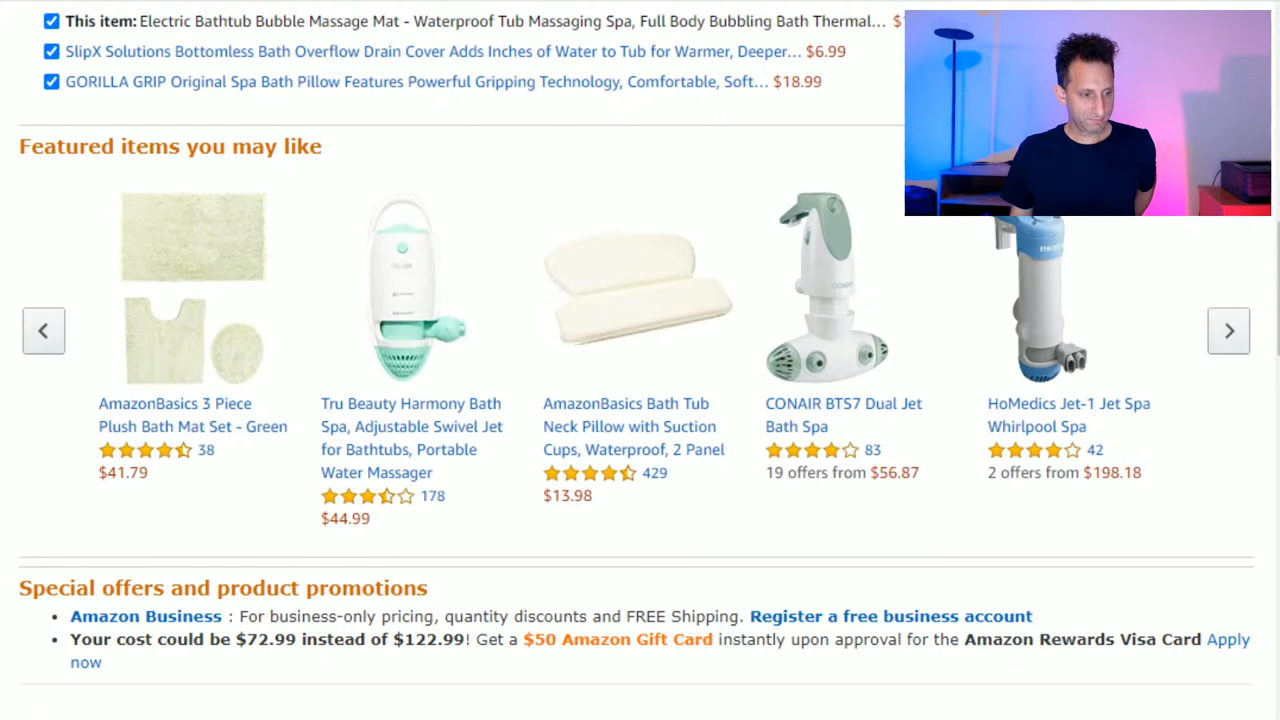 This item: Electric Bathtub Bubble Massage Mat - Waterproof Tub Massaging Spa, Full Body Bubbling Bath Thermal... $
SlipX Solutions Bottomless Bath Overflow Drain Cover Adds Inches of Water to Tub for Warmer, Deeper... $6.99
GORILLA GRIP Original Spa Bath Pillow Features Powerful Gripping Technology, Comfortable, Soft... $18.99
Featured items you may like
CONAIR
AmazonBasics 3 Piece
Plush Bath Mat Set - Green
38
$41.79
Tru Beauty Harmony Bath
Spa, Adjustable Swivel Jet
for Bathtubs, Portable
Water Massager
178
$44.99
AmazonBasics Bath Tub
Neck Pillow with Suction
Cups, Waterproof, 2 Panel
429
$13.98
CONAIR BTS7 Dual Jet
Bath Spa
83
19 offers from $56.87
HoMedics Jet-1 Jet Spa
Whirlpool Spa
42
2 offers from $198.18
Special offers and product promotions
Amazon Business : For business-only pricing, quantity discounts and FREE Shipping. Register a free business account
Your cost could be $72.99 instead of $122.99! Get a $50 Amazon Gift Card instantly upon approval for the Amazon Rewards Visa Card Apply
now